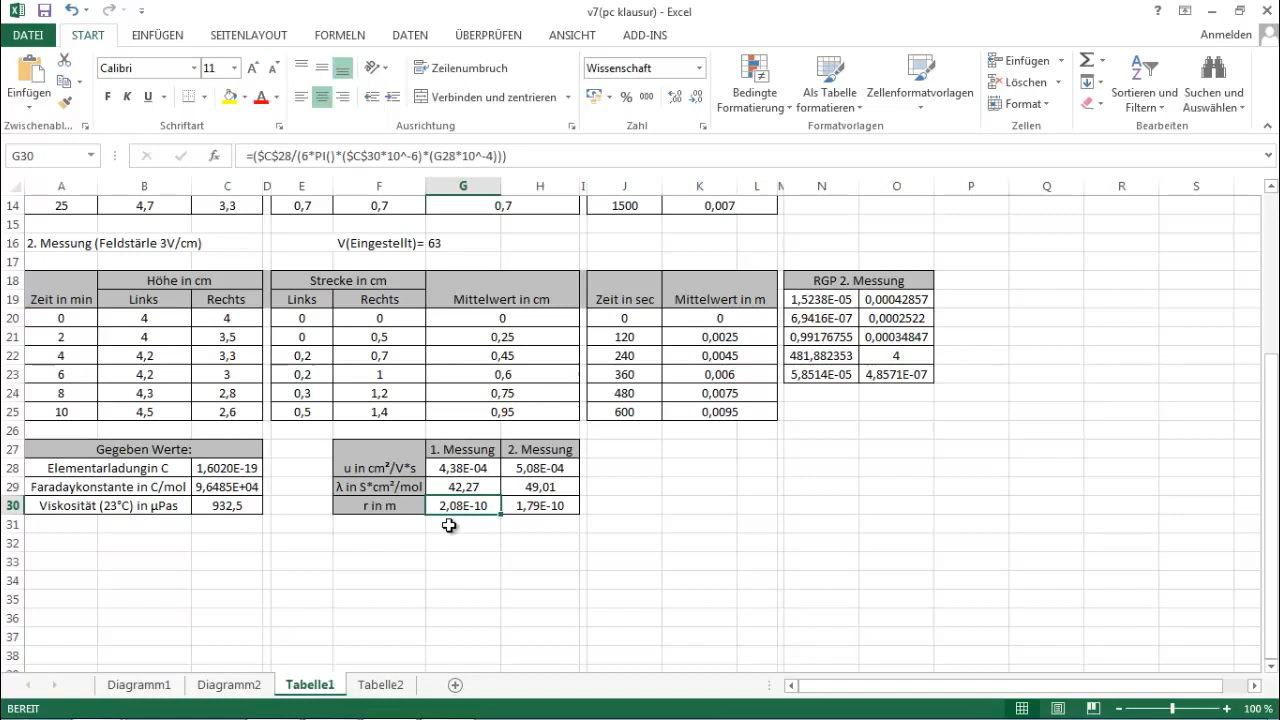 v7(pc klausur) - Excel
DATEI START EINFÜGEN SEITENLAYOUT FORMELN DATEN ÜBERPRÜFEN ANSICHT ADD-INS Anmelden
Einfügen
Calibri 11
F K U
Zeilenumbruch
Verbinden und zentrieren
Wissenschaft
% 000
Bedingte Formatierung
Als Tabelle formatieren
Zellenformatvorlagen
Einfügen
Löschen
Format
Sortieren und Filtern
Suchen und Auswählen
Zwischenabl... Schriftart Ausrichtung Zahl Formatvorlagen Zellen Bearbeiten
G30 fx =($C$28/(6*PI()*($C$30*10^-6)*(G28*10^-4)))
A B C D E F G H I J K L M N O P Q R S
14 25 4,7 3,3 0,7 0,7 0,7 1500 0,007
15
16 2. Messung (Feldstärle 3V/cm) V(Eingestellt)= 63
17
18 Höhe in cm Strecke in cm RGP 2. Messung
19 Zeit in min Links Rechts Links Rechts Mittelwert in cm Zeit in sec Mittelwert in m 1,5238E-05 0,00042857
20 0 4 4 0 0 0 0 0 6,9416E-07 0,0002522
21 2 4 3,5 0 0,5 0,25 120 0,0025 0,99176755 0,00034847
22 4 4,2 3,3 0,2 0,7 0,45 240 0,0045 481,882353 4
23 6 4,2 3 0,2 1 0,6 360 0,006 5,8514E-05 4,8571E-07
24 8 4,3 2,8 0,3 1,2 0,75 480 0,0075
25 10 4,5 2,6 0,5 1,4 0,95 600 0,0095
26
27 Gegeben Werte: 1. Messung 2. Messung
28 Elementarladungin C 1,6020E-19 u in cm²/V*s 4,38E-04 5,08E-04
29 Faradaykonstante in C/mol 9,6485E+04 λ in S*cm²/mol 42,27 49,01
30 Viskosität (23°C) in µPas 932,5 r in m 2,08E-10 1,79E-10
31
32
33
34
35
36
37
38
Diagramm1 Diagramm2 Tabelle1 Tabelle2
BEREIT 100 %